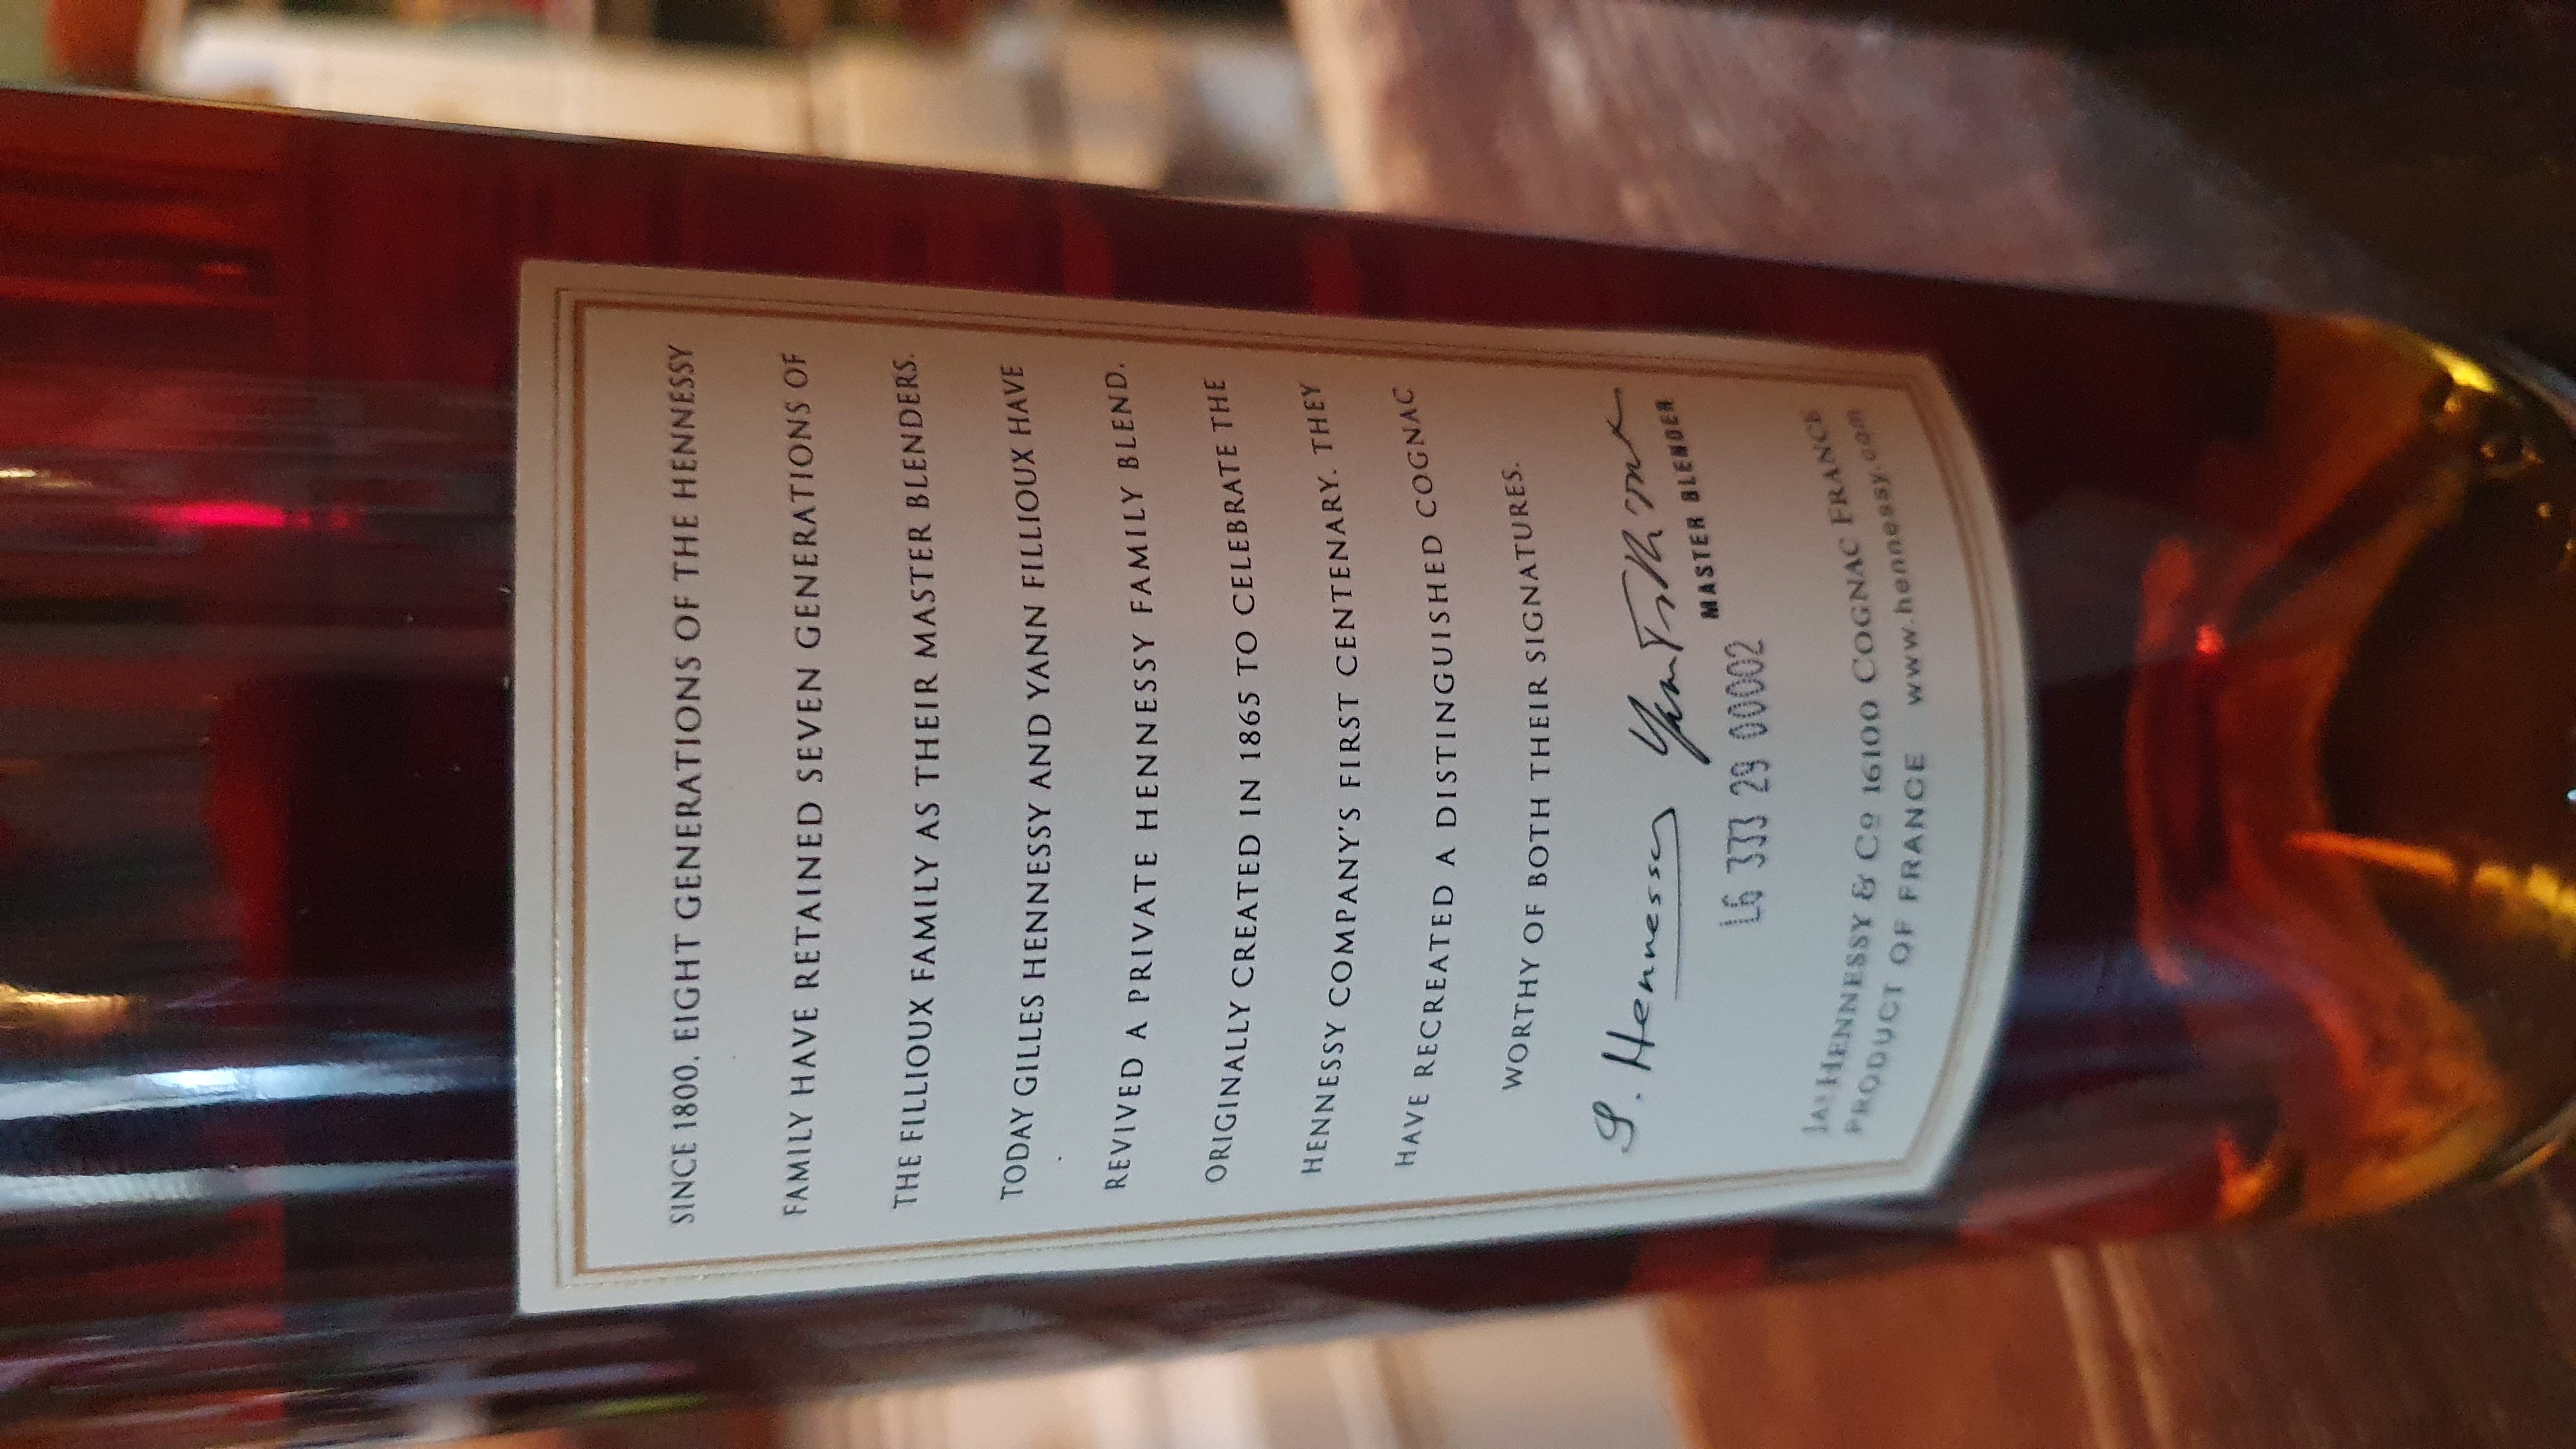 SINCE 1800. EIGHT GENERATIONS OF THE HENNESSY
FAMILY HAVE RETAINED SEVEN GENERATIONS OF
THE FILLIOUX FAMILY AS THEIR MASTER BLENDERS.
TODAY GILLES HENNESSY AND YANN FILLIOUX HAVE
REVIVED A PRIVATE HENNESSY FAMILY BLEND.
ORIGINALLY CREATED IN 1865 TO CELEBRATE THE
HENNESSY COMPANY'S FIRST CENTENARY. THEY
HAVE RECREATED A DISTINGUISHED COGNAC
WORTHY OF BOTH THEIR SIGNATURES.
G. Hennessy Yann Fillioux
MASTER BLENDER
L6 333 29 00002
JAS HENNESSY & Cº 16100 COGNAC FRANCE
PRODUCT OF FRANCE www.hennessy.com